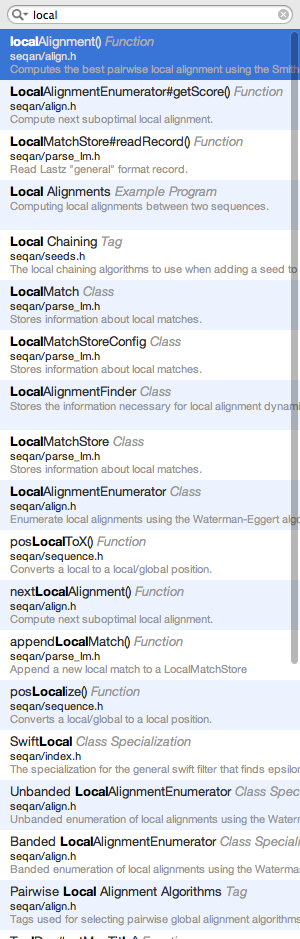 local
localAlignment() Function
seqan/align.h
Computes the best pairwise local alignment using the Smith
LocalAlignmentEnumerator#getScore() Function
seqan/align.h
Compute next suboptimal local alignment.
LocalMatchStore#readRecord() Function
seqan/parse_lm.h
Read Lastz "general" format record.
Local Alignments Example Program
Computing local alignments between two sequences.
Local Chaining Tag
seqan/seeds.h
The local chaining algorithms to use when adding a seed to
LocalMatch Class
seqan/parse_lm.h
Stores information about local matches.
LocalMatchStoreConfig Class
seqan/parse_lm.h
Stores information about local matches.
LocalAlignmentFinder Class
Stores the information necessary for local alignment dynami
LocalMatchStore Class
seqan/parse_lm.h
Stores information about local matches.
LocalAlignmentEnumerator Class
seqan/align.h
Enumerate local alignments using the Waterman-Eggert algo
posLocalToX() Function
seqan/sequence.h
Converts a local to a local/global position.
nextLocalAlignment() Function
seqan/align.h
Compute next suboptimal local alignment.
appendLocalMatch() Function
seqan/parse_lm.h
Append a new local match to a LocalMatchStore
posLocalize() Function
seqan/sequence.h
Converts a local/global to a local position.
SwiftLocal Class Specialization
seqan/index.h
The specialization for the general swift filter that finds epsilon
Unbanded LocalAlignmentEnumerator Class Spec
seqan/align.h
Unbanded enumeration of local alignments using the Water
Banded LocalAlignmentEnumerator Class Speciali
seqan/align.h
Banded enumeration of local alignments using the Waterm
Pairwise Local Alignment Algorithms Tag
seqan/align.h
Tags used for selecting pairwise global alignment algorithms